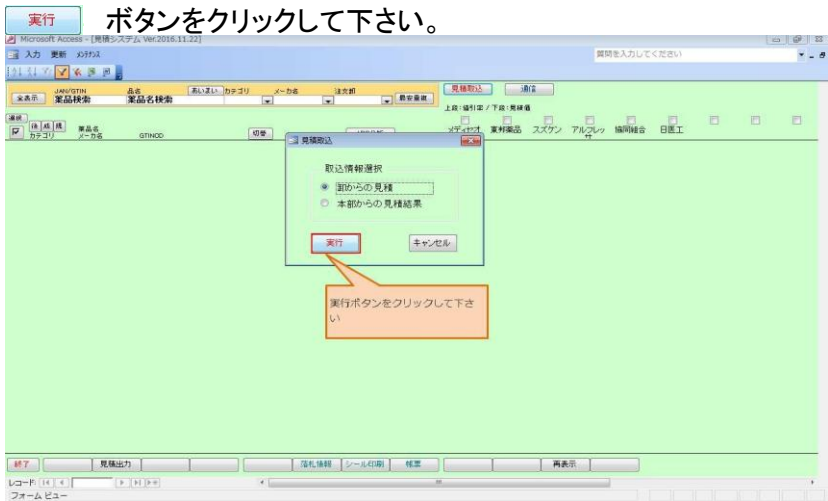 実行 ボタンをクリックして下さい。
Microsoft Access - [見積システム Ver.2016.11.22]
入力 更新 メンテナンス
質問を入力してください
全表示 JAN/GTIN 薬品検索 品名 薬品名検索 あいまい カテゴリ メーカ名 注文卸 最安重複 見積取込 通信
上段:値引率 / 下段:見積価
選択
後 成 限 薬品名
カテゴリ メーカ名 GTINCD 切替
メディセオ 東邦薬品 スズケン アルフレッサ 協同組合 日医工
見積取込
取込情報選択
卸からの見積
本部からの見積結果
実行 キャンセル
実行ボタンをクリックして下さい
終了 見積出力 落札情報 シール印刷 帳票 再表示
レコード:
フォーム ビュー